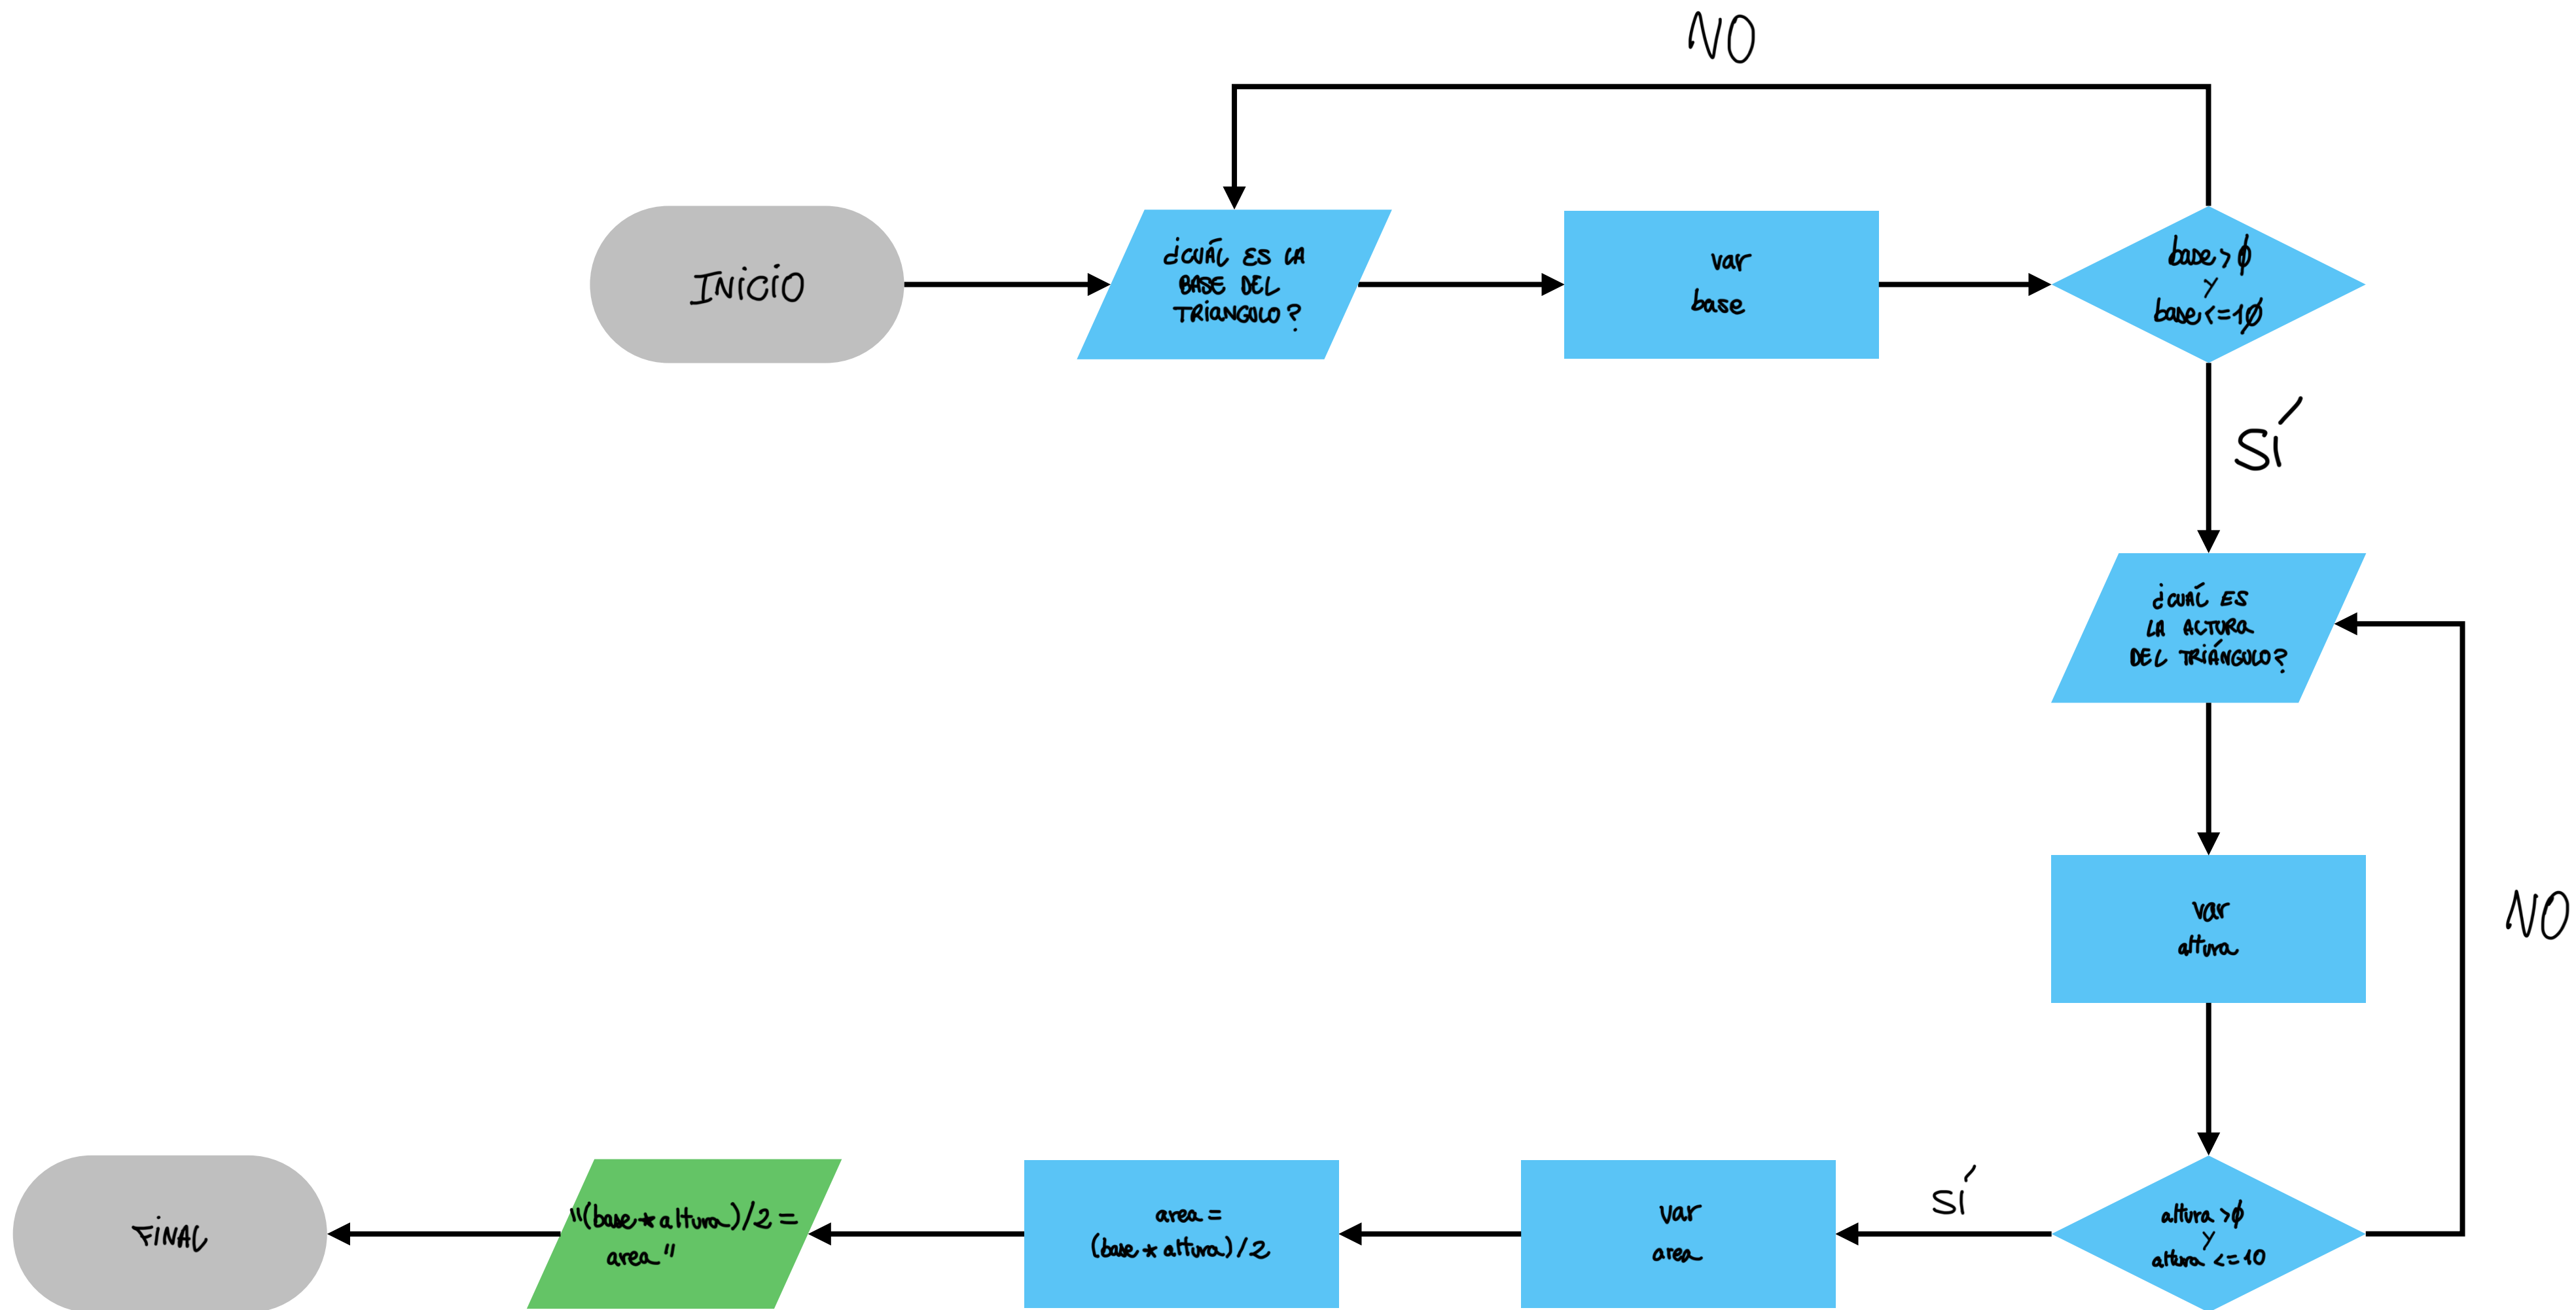 NO
INICIO
¿CUÁL ES LA
BASE DEL
TRIANGULO?
var
base
base > 0
y
base <= 10
SÍ
¿CUÁL ES
LA ALTURA
DEL TRIÁNGULO?
var
altura
NO
altura > 0
y
altura <= 10
SÍ
var
area
area =
(base * altura) / 2
"(base * altura) / 2 =
area"
FINAL